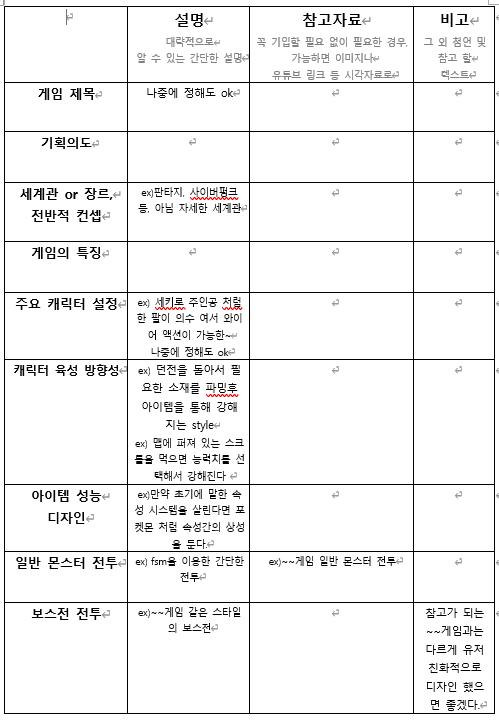 설명
대략적으로
알 수 있는 간단한 설명
참고자료
꼭 기입할 필요 없이 필요한 경우,
가능하면 이미지나
유튜브 링크 등 시각자료로
비고
그 외 첨언 및
참고 할
텍스트
게임 제목
나중에 정해도 ok
기획의도
세계관 or 장르,
전반적 컨셉
ex)판타지, 사이버펑크
등, 아님 자세한 세계관
게임의 특징
주요 캐릭터 설정
ex) 세키로 주인공 처럼
한 팔이 의수 여서 와이
어 액션이 가능한~
나중에 정해도 ok
캐릭터 육성 방향성
ex) 던전을 돌아서 필
요한 소재를 파밍후
아이템을 통해 강해
지는 style
ex) 맵에 퍼져 있는 스크
롤을 먹으면 능력치를 선
택해서 강해진다
아이템 성능
디자인
ex)만약 초기에 말한 속
성 시스템을 살린다면 포
켓몬 처럼 속성간의 상성
을 둔다.
일반 몬스터 전투
ex) fsm을 이용한 간단한
전투
ex)~~게임 일반 몬스터 전투
보스전 전투
ex)~~게임 같은 스타일
의 보스전
참고가 되는
~~게임과는
다르게 유저
친화적으로
디자인 했으
면 좋겠다.